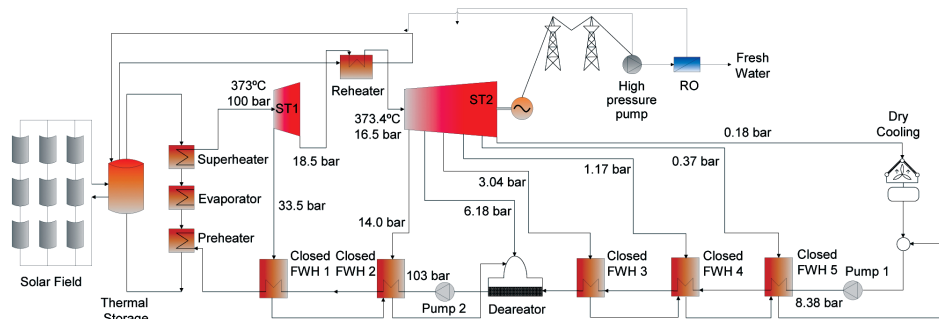 Fresh
Water
High
pressure
pump
RO
373ºC
100 bar
ST1
Reheater
373.4ºC
16.5 bar
ST2
0.18 bar
Dry
Cooling
Superheater
18.5 bar
Evaporator
33.5 bar
Preheater
14.0 bar
6.18 bar
3.04 bar
1.17 bar
0.37 bar
Solar Field
Thermal
Storage
Closed
FWH 1
Closed
FWH 2
103 bar
Pump 2
Deareator
Closed
FWH 3
Closed
FWH 4
Closed
FWH 5
Pump 1
8.38 bar